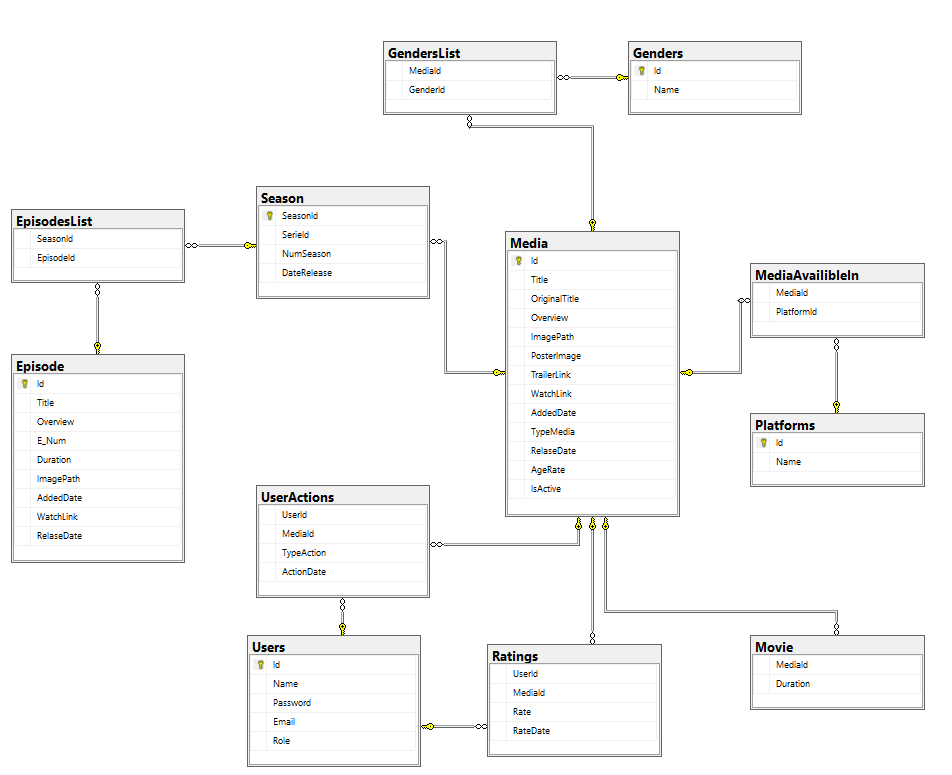 GendersList
MediaId
GenderId
Genders
Id
Name
EpisodesList
SeasonId
EpisodeId
Season
SeasonId
SerieId
NumSeason
DateRelease
Media
Id
Title
OriginalTitle
Overview
ImagePath
PosterImage
TrailerLink
WatchLink
AddedDate
TypeMedia
RelaseDate
AgeRate
IsActive
MediaAvailibleIn
MediaId
PlatformId
Episode
Id
Title
Overview
E_Num
Duration
ImagePath
AddedDate
WatchLink
RelaseDate
Platforms
Id
Name
UserActions
UserId
MediaId
TypeAction
ActionDate
Users
Id
Name
Password
Email
Role
Ratings
UserId
MediaId
Rate
RateDate
Movie
MediaId
Duration